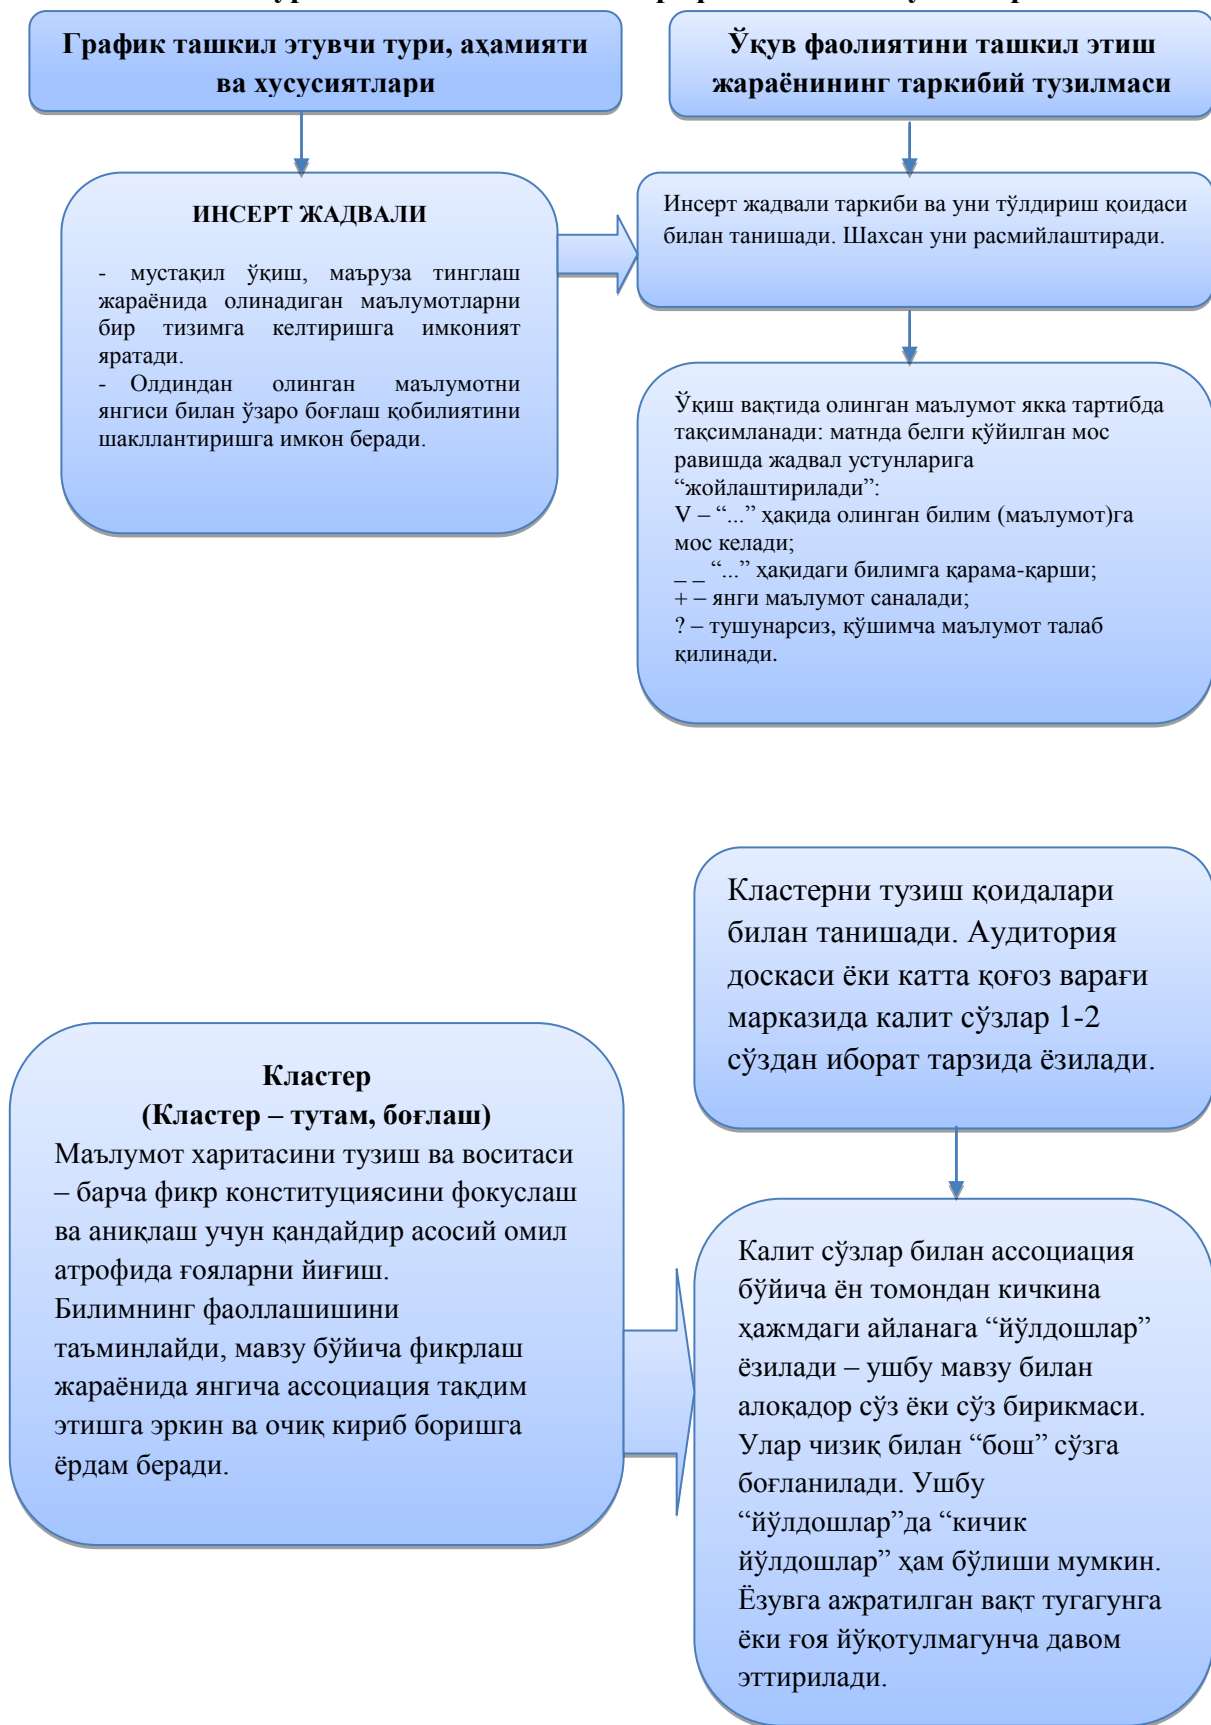 График ташкил этувчи тури, аҳамияти
ва хусусиятлари
Ўқув фаолиятини ташкил этиш
жараёнининг таркибий тузилмаси
ИНСЕРТ ЖАДВАЛИ
- мустақил ўқиш, маъруза тинглаш
жараёнида олинадиган маълумотларни
бир тизимга келтиришга имконият
яратади.
- Олдиндан олинган маълумотни
янгиси билан ўзаро боғлаш қобилиятини
шакллантиришга имкон беради.
Инсерт жадвали таркиби ва уни тўлдириш қоидаси
билан танишади. Шахсан уни расмийлаштиради.
Ўқиш вақтида олинган маълумот якка тартибда
тақсимланади: матнда белги қўйилган мос
равишда жадвал устунларига
“жойлаштирилади”:
V – “...” ҳақида олинган билим (маълумот)га
мос келади;
_ _ “...” ҳақидаги билимга қарама-қарши;
+ – янги маълумот саналади;
? – тушунарсиз, қўшимча маълумот талаб
қилинади.
Кластерни тузиш қоидалари
билан танишади. Аудитория
доскаси ёки катта қоғоз варағи
марказида калит сўзлар 1-2
сўздан иборат тарзида ёзилади.
Кластер
(Кластер – тутам, боғлаш)
Маълумот харитасини тузиш ва воситаси
– барча фикр конституциясини фокуслаш
ва аниқлаш учун қандайдир асосий омил
атрофида ғояларни йиғиш.
Билимнинг фаоллашишини
таъминлайди, мавзу бўйича фикрлаш
жараёнида янгича ассоциация тақдим
этишга эркин ва очиқ кириб боришга
ёрдам беради.
Калит сўзлар билан ассоциация
бўйича ён томондан кичкина
ҳажмдаги айланага “йўлдошлар”
ёзилади – ушбу мавзу билан
алоқадор сўз ёки сўз бирикмаси.
Улар чизиқ билан “бош” сўзга
боғланилади. Ушбу
“йўлдошлар”да “кичик
йўлдошлар” ҳам бўлиши мумкин.
Ёзувга ажратилган вақт тугагунга
ёки ғоя йўқотулмагунча давом
эттирилади.